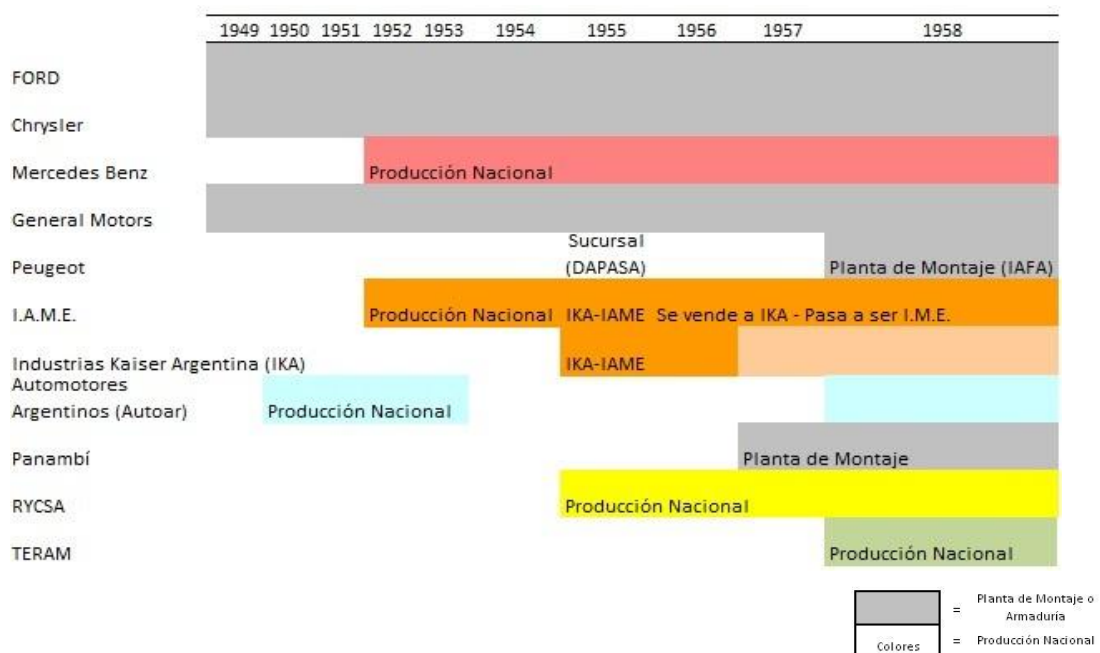 1949 1950 1951 1952 1953 1954 1955 1956 1957 1958
FORD
Chrysler
Mercedes Benz Producción Nacional
General Motors
Sucursal
Peugeot (DAPASA) Planta de Montaje (IAFA)
I.A.M.E. Producción Nacional IKA-IAME Se vende a IKA - Pasa a ser I.M.E.
Industrias Kaiser Argentina (IKA) IKA-IAME
Automotores
Argentinos (Autoar) Producción Nacional
Panambí Planta de Montaje
RYCSA Producción Nacional
TERAM Producción Nacional
= Planta de Montaje o
Armaduría
Colores = Producción Nacional